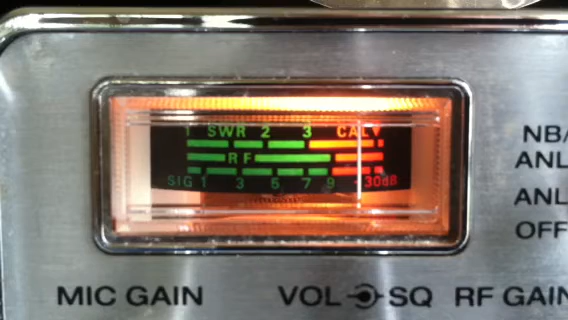 1 SWR 2 3 CAL▼
RF
SIG 1 3 5 7 9 30dB
NB/
ANL
ANL
OFF
MIC GAIN VOL SQ RF GAIN